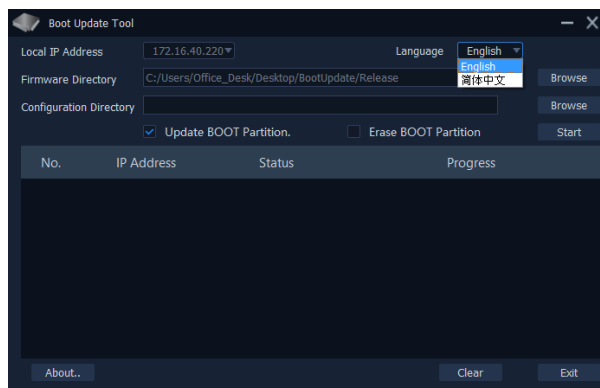 Boot Update Tool
Local IP Address 172.16.40.220 Language English
English
简体中文
Firmware Directory C:/Users/Office_Desk/Desktop/BootUpdate/Release Browse
Configuration Directory Browse
Update BOOT Partition. Erase BOOT Partition Start
No. IP Address Status Progress
About.. Clear Exit